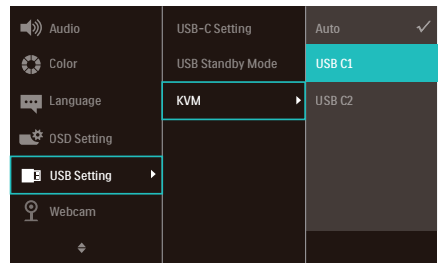 Audio
Color
Language
OSD Setting
USB Setting
Webcam
USB-C Setting
USB Standby Mode
KVM
Auto
USB C1
USB C2